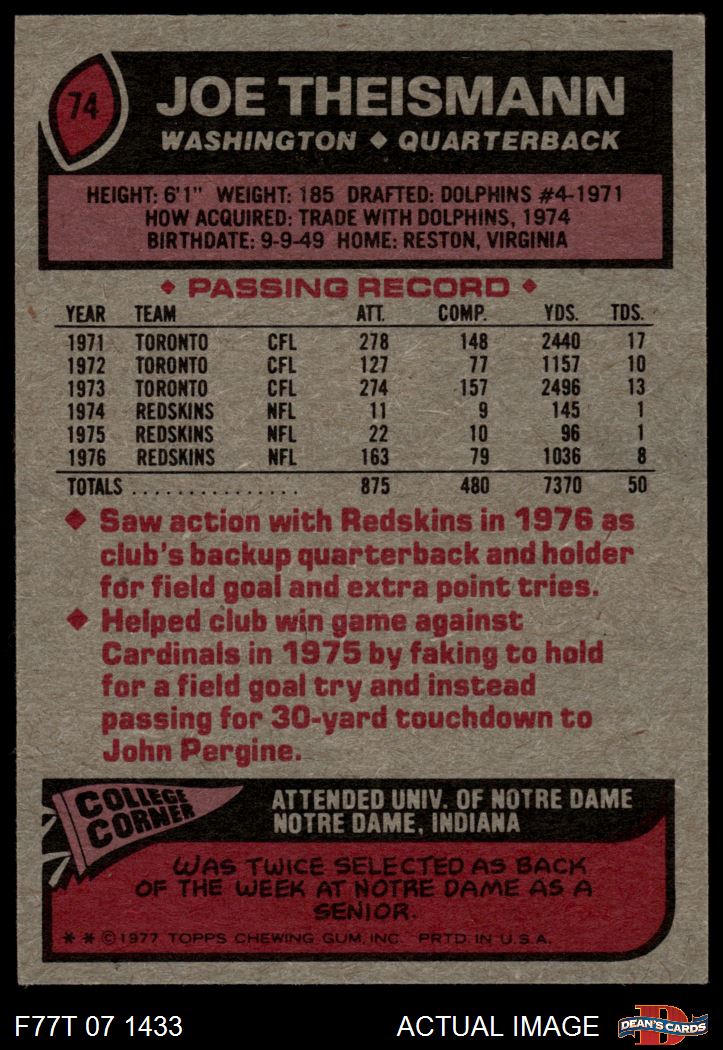 74
JOE THEISMANN
WASHINGTON ◆ QUARTERBACK
HEIGHT: 6'1" WEIGHT: 185 DRAFTED: DOLPHINS #4-1971
HOW ACQUIRED: TRADE WITH DOLPHINS, 1974
BIRTHDATE: 9-9-49 HOME: RESTON, VIRGINIA
◆ PASSING RECORD ◆
YEAR TEAM ATT. COMP. YDS. TDS.
1971 TORONTO CFL 278 148 2440 17
1972 TORONTO CFL 127 77 1157 10
1973 TORONTO CFL 274 157 2496 13
1974 REDSKINS NFL 11 9 145 1
1975 REDSKINS NFL 22 10 96 1
1976 REDSKINS NFL 163 79 1036 8
TOTALS ................ 875 480 7370 50
◆ Saw action with Redskins in 1976 as
club's backup quarterback and holder
for field goal and extra point tries.
◆ Helped club win game against
Cardinals in 1975 by faking to hold
for a field goal try and instead
passing for 30-yard touchdown to
John Pergine.
COLLEGE
CORNER
ATTENDED UNIV. OF NOTRE DAME
NOTRE DAME, INDIANA
WAS TWICE SELECTED AS BACK
OF THE WEEK AT NOTRE DAME AS A
SENIOR.
* * ©1977 TOPPS CHEWING GUM, INC. PRTD. IN U.S.A.
F77T 07 1433
ACTUAL IMAGE
D
DEAN'S CARDS